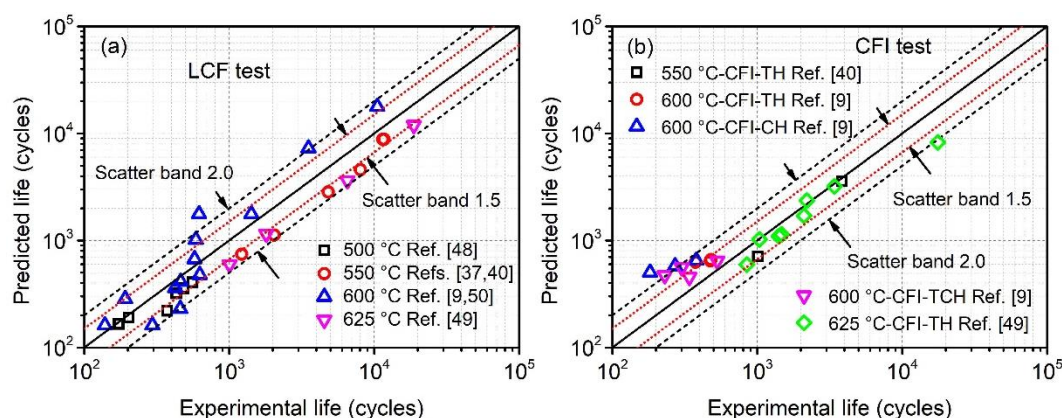 (a)
LCF test
Scatter band 2.0
Scatter band 1.5
500 °C Ref. [48]
550 °C Refs. [37,40]
600 °C Ref. [9,50]
625 °C Ref. [49]
Predicted life (cycles)
10^5
10^4
10^3
10^2
10^2
10^3
10^4
10^5
Experimental life (cycles)
(b)
CFI test
550 °C-CFI-TH Ref. [40]
600 °C-CFI-TH Ref. [9]
600 °C-CFI-CH Ref. [9]
Scatter band 1.5
Scatter band 2.0
600 °C-CFI-TCH Ref. [9]
625 °C-CFI-TH Ref. [49]
Predicted life (cycles)
10^5
10^4
10^3
10^2
10^2
10^3
10^4
10^5
Experimental life (cycles)